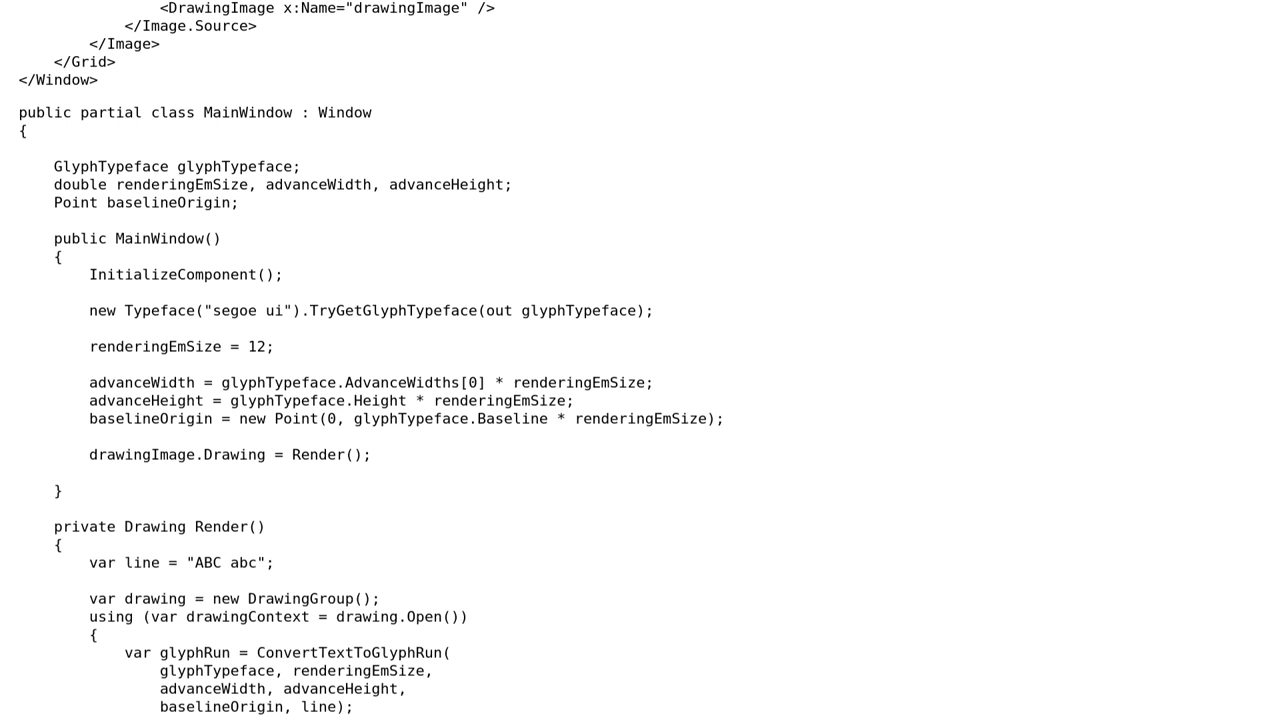 <DrawingImage x:Name="drawingImage" />
            </Image.Source>
        </Image>
    </Grid>
</Window>

public partial class MainWindow : Window
{

    GlyphTypeface glyphTypeface;
    double renderingEmSize, advanceWidth, advanceHeight;
    Point baselineOrigin;

    public MainWindow()
    {
        InitializeComponent();

        new Typeface("segoe ui").TryGetGlyphTypeface(out glyphTypeface);

        renderingEmSize = 12;

        advanceWidth = glyphTypeface.AdvanceWidths[0] * renderingEmSize;
        advanceHeight = glyphTypeface.Height * renderingEmSize;
        baselineOrigin = new Point(0, glyphTypeface.Baseline * renderingEmSize);

        drawingImage.Drawing = Render();

    }

    private Drawing Render()
    {
        var line = "ABC abc";

        var drawing = new DrawingGroup();
        using (var drawingContext = drawing.Open())
        {
            var glyphRun = ConvertTextToGlyphRun(
                glyphTypeface, renderingEmSize,
                advanceWidth, advanceHeight,
                baselineOrigin, line);